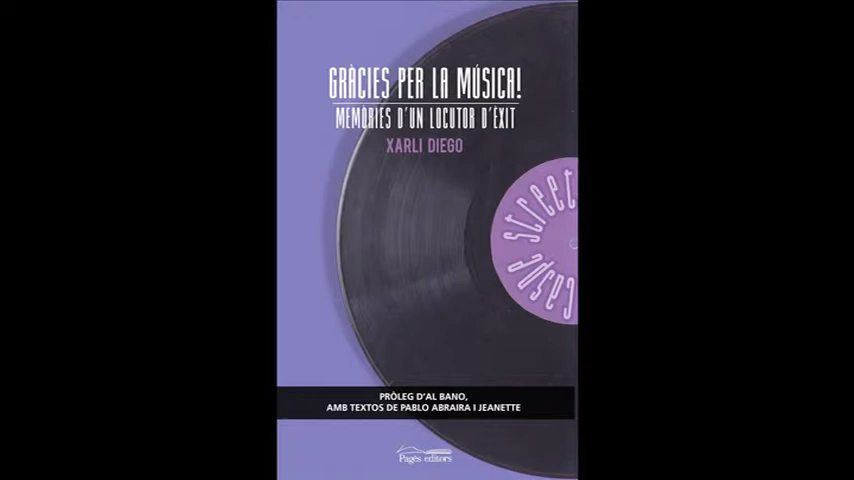 GRÀCIES PER LA MÚSICA!
MEMÒRIES D'UN LOCUTOR D'ÈXIT
XARLI DIEGO
caspe street
PRÒLEG D'AL BANO,
AMB TEXTOS DE PABLO ABRAIRA I JEANETTE
Pagès editors